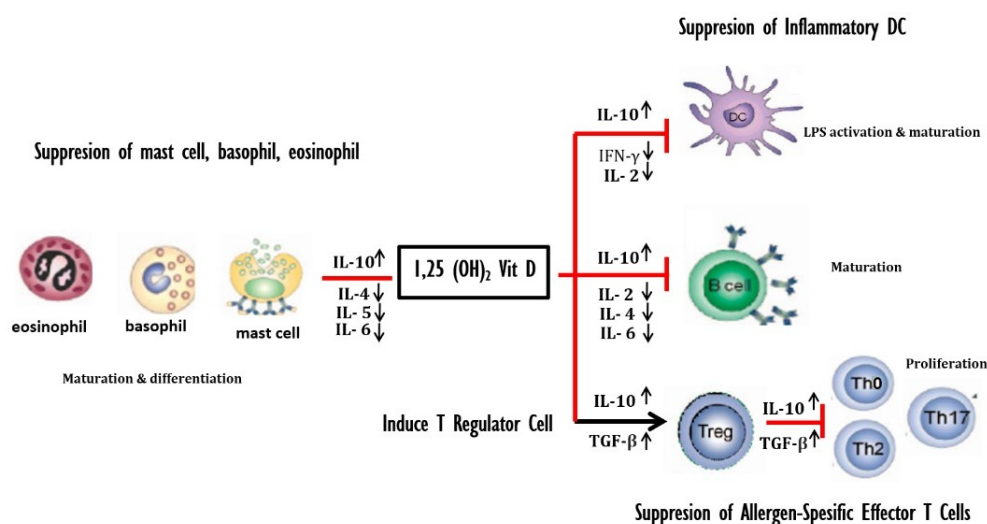 Suppresion of Inflammatory DC
IL-10↑
DC
LPS activation & maturation
IFN-γ↓
IL- 2↓
Suppresion of mast cell, basophil, eosinophil
eosinophil
basophil
mast cell
Maturation & differentiation
IL-10↑
IL-4↓
IL- 5↓
IL- 6↓
1,25 (OH)₂ Vit D
IL-10↑
IL- 2↓
IL- 4↓
IL- 6↓
B cell
Maturation
Induce T Regulator Cell
IL-10↑
TGF-β↑
Treg
IL-10↑
TGF-β↑
Proliferation
Th0
Th17
Th2
Suppresion of Allergen-Spesific Effector T Cells